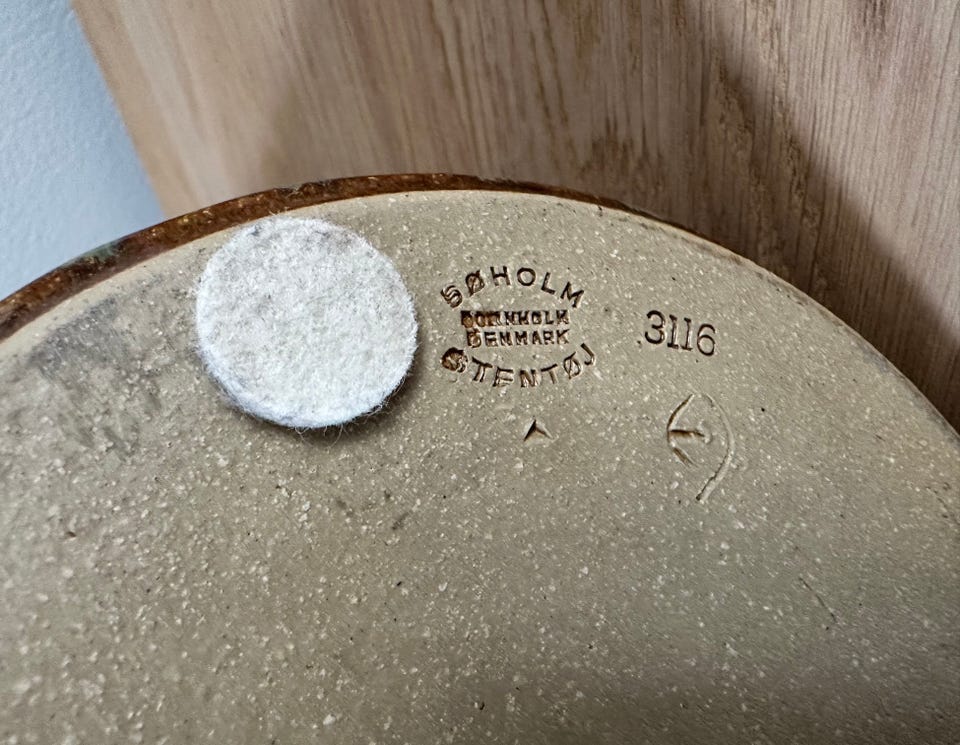 SØHOLM
BORNHOLM
DENMARK
STENTØJ
3116